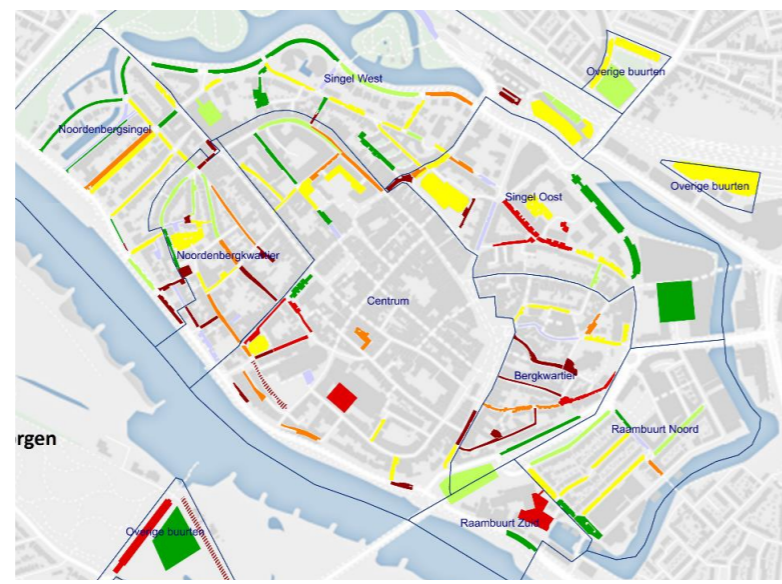 Singel West
Overige buurten
Noordenbergsingel
Overige buurten
Singel Oost
Noordenbergkwartier
Centrum
Bergkwartier
Raambuurt Noord
rgen
Raambuurt Zuid
Overige buurten